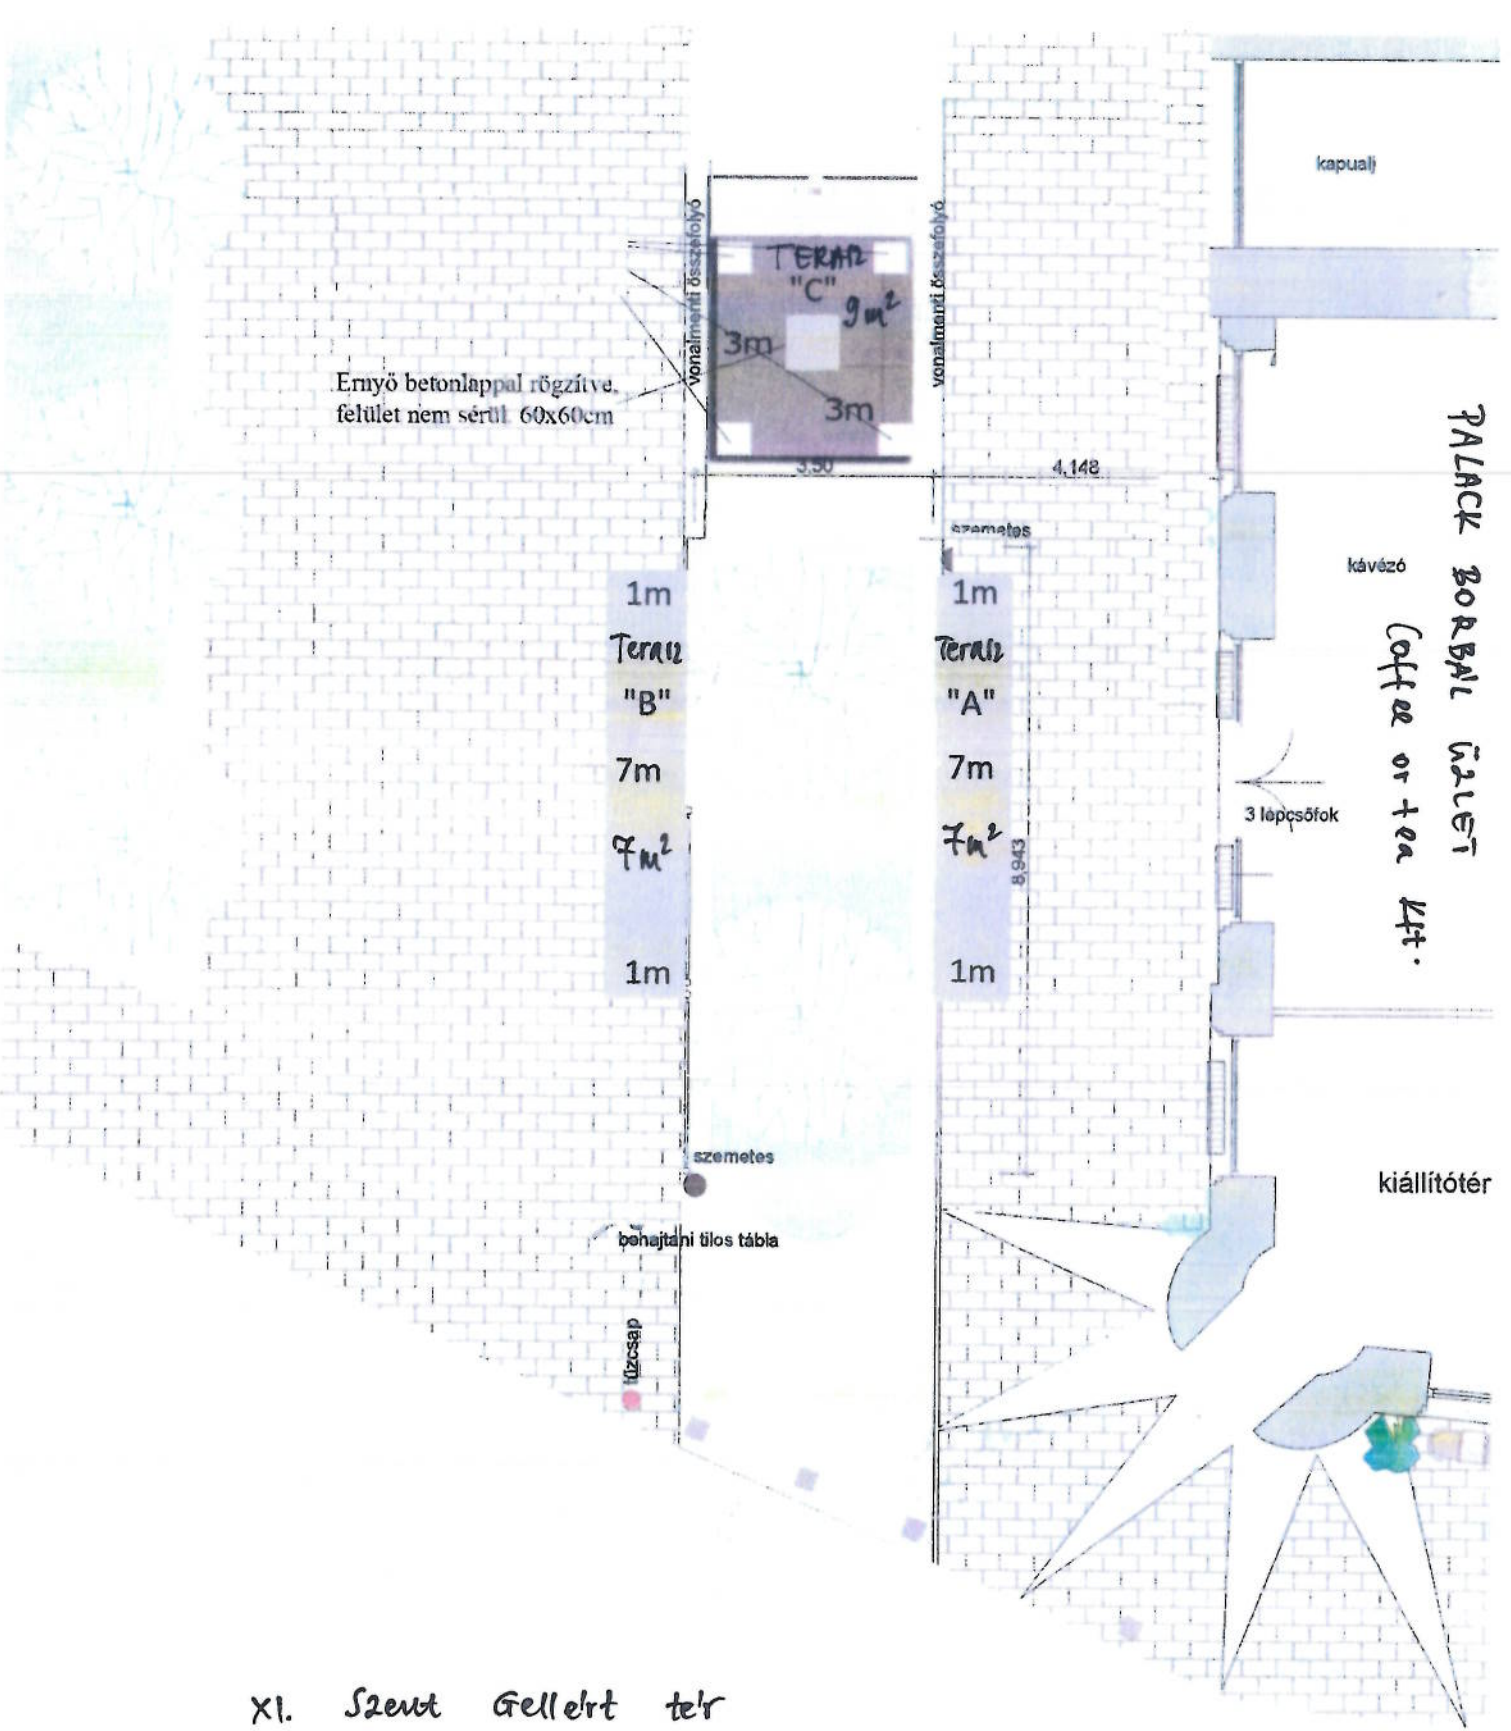 kapualj
vonalmenti összefolyó
TERASZ
"C"
9m²
3m
3m
vonalmenti összefolyó
Ernyő betonlappal rögzítve,
felület nem sérül 60x60cm
3,50
4,148
szemetes
1m
Terasz
"B"
7m
7m²
1m
1m
Terasz
"A"
7m
7m²
1m
8,943
kávézó
3 lépcsőfok
PALACK BORBÁL ÜZLET
Coffee or tea Kft.
kiállítótér
szemetes
behajtani tilos tábla
tűzcsap
XI. Szent Gellért tér